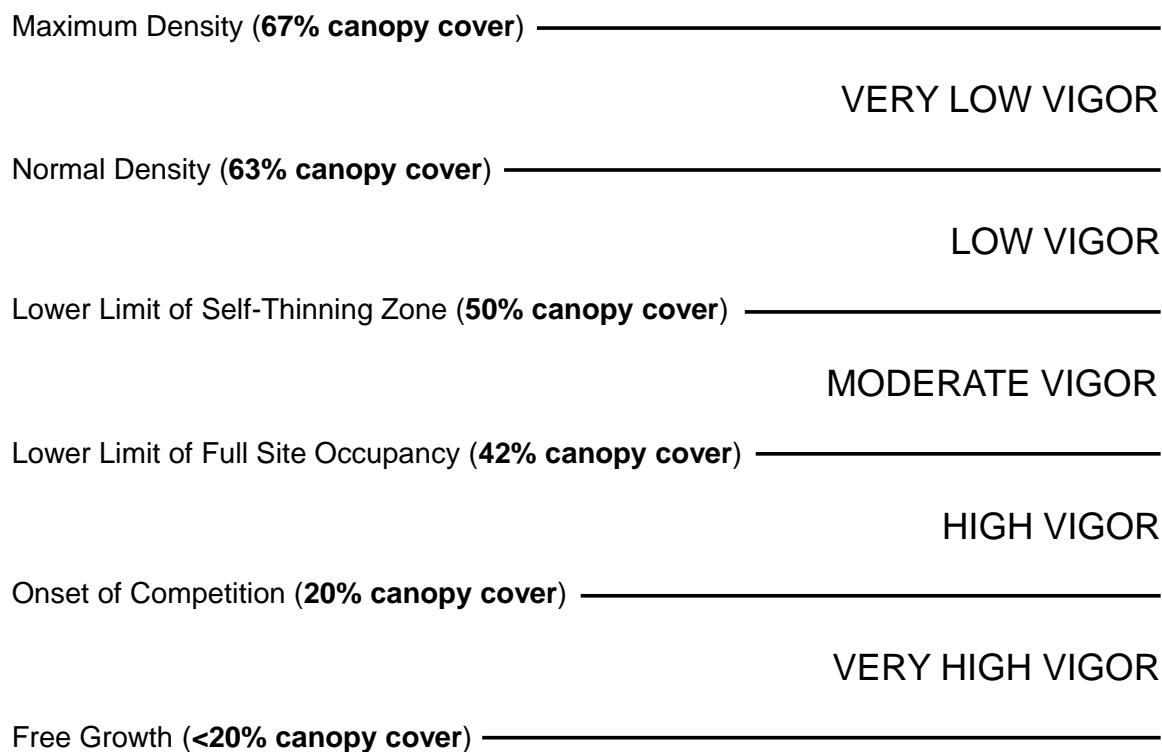 Maximum Density (67% canopy cover)
VERY LOW VIGOR
Normal Density (63% canopy cover)
LOW VIGOR
Lower Limit of Self-Thinning Zone (50% canopy cover)
MODERATE VIGOR
Lower Limit of Full Site Occupancy (42% canopy cover)
HIGH VIGOR
Onset of Competition (20% canopy cover)
VERY HIGH VIGOR
Free Growth (<20% canopy cover)